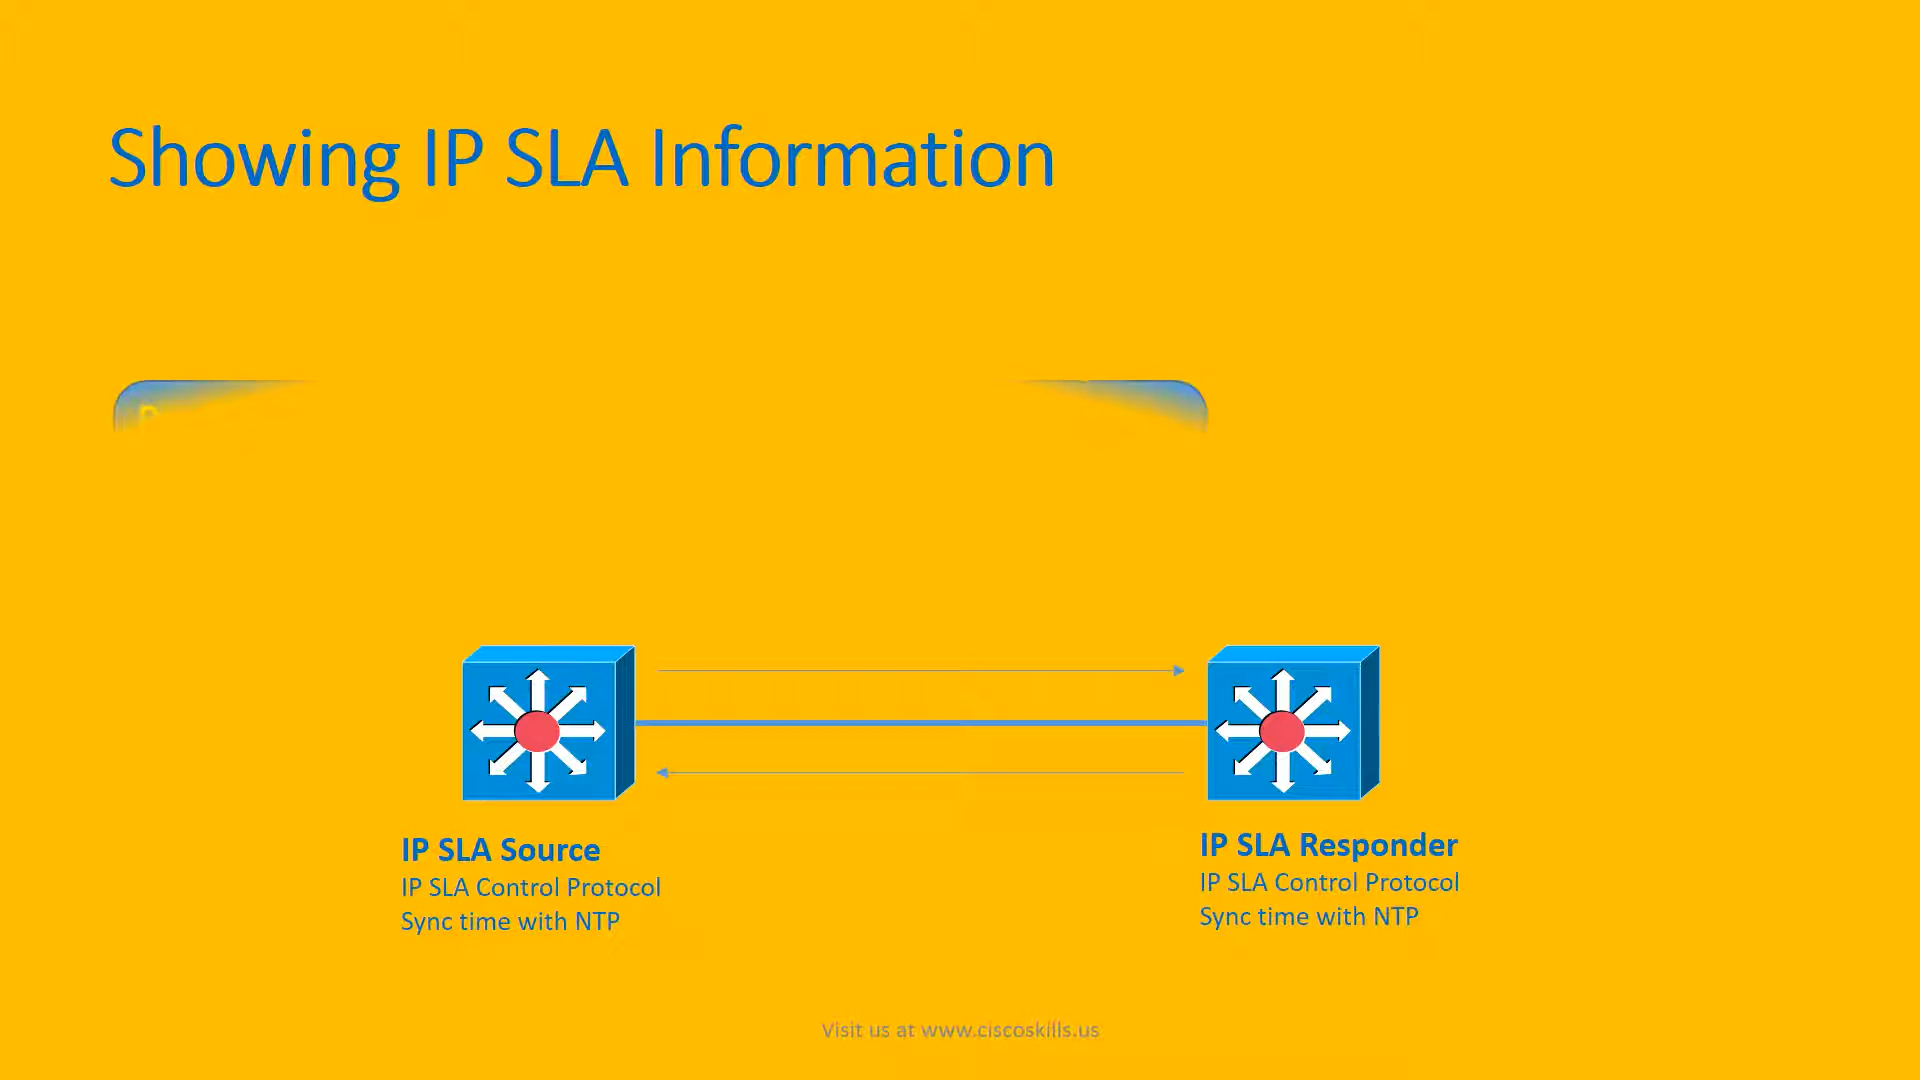 Showing IP SLA Information
IP SLA Source
IP SLA Control Protocol
Sync time with NTP
IP SLA Responder
IP SLA Control Protocol
Sync time with NTP
Visit us at www.ciscoskills.us